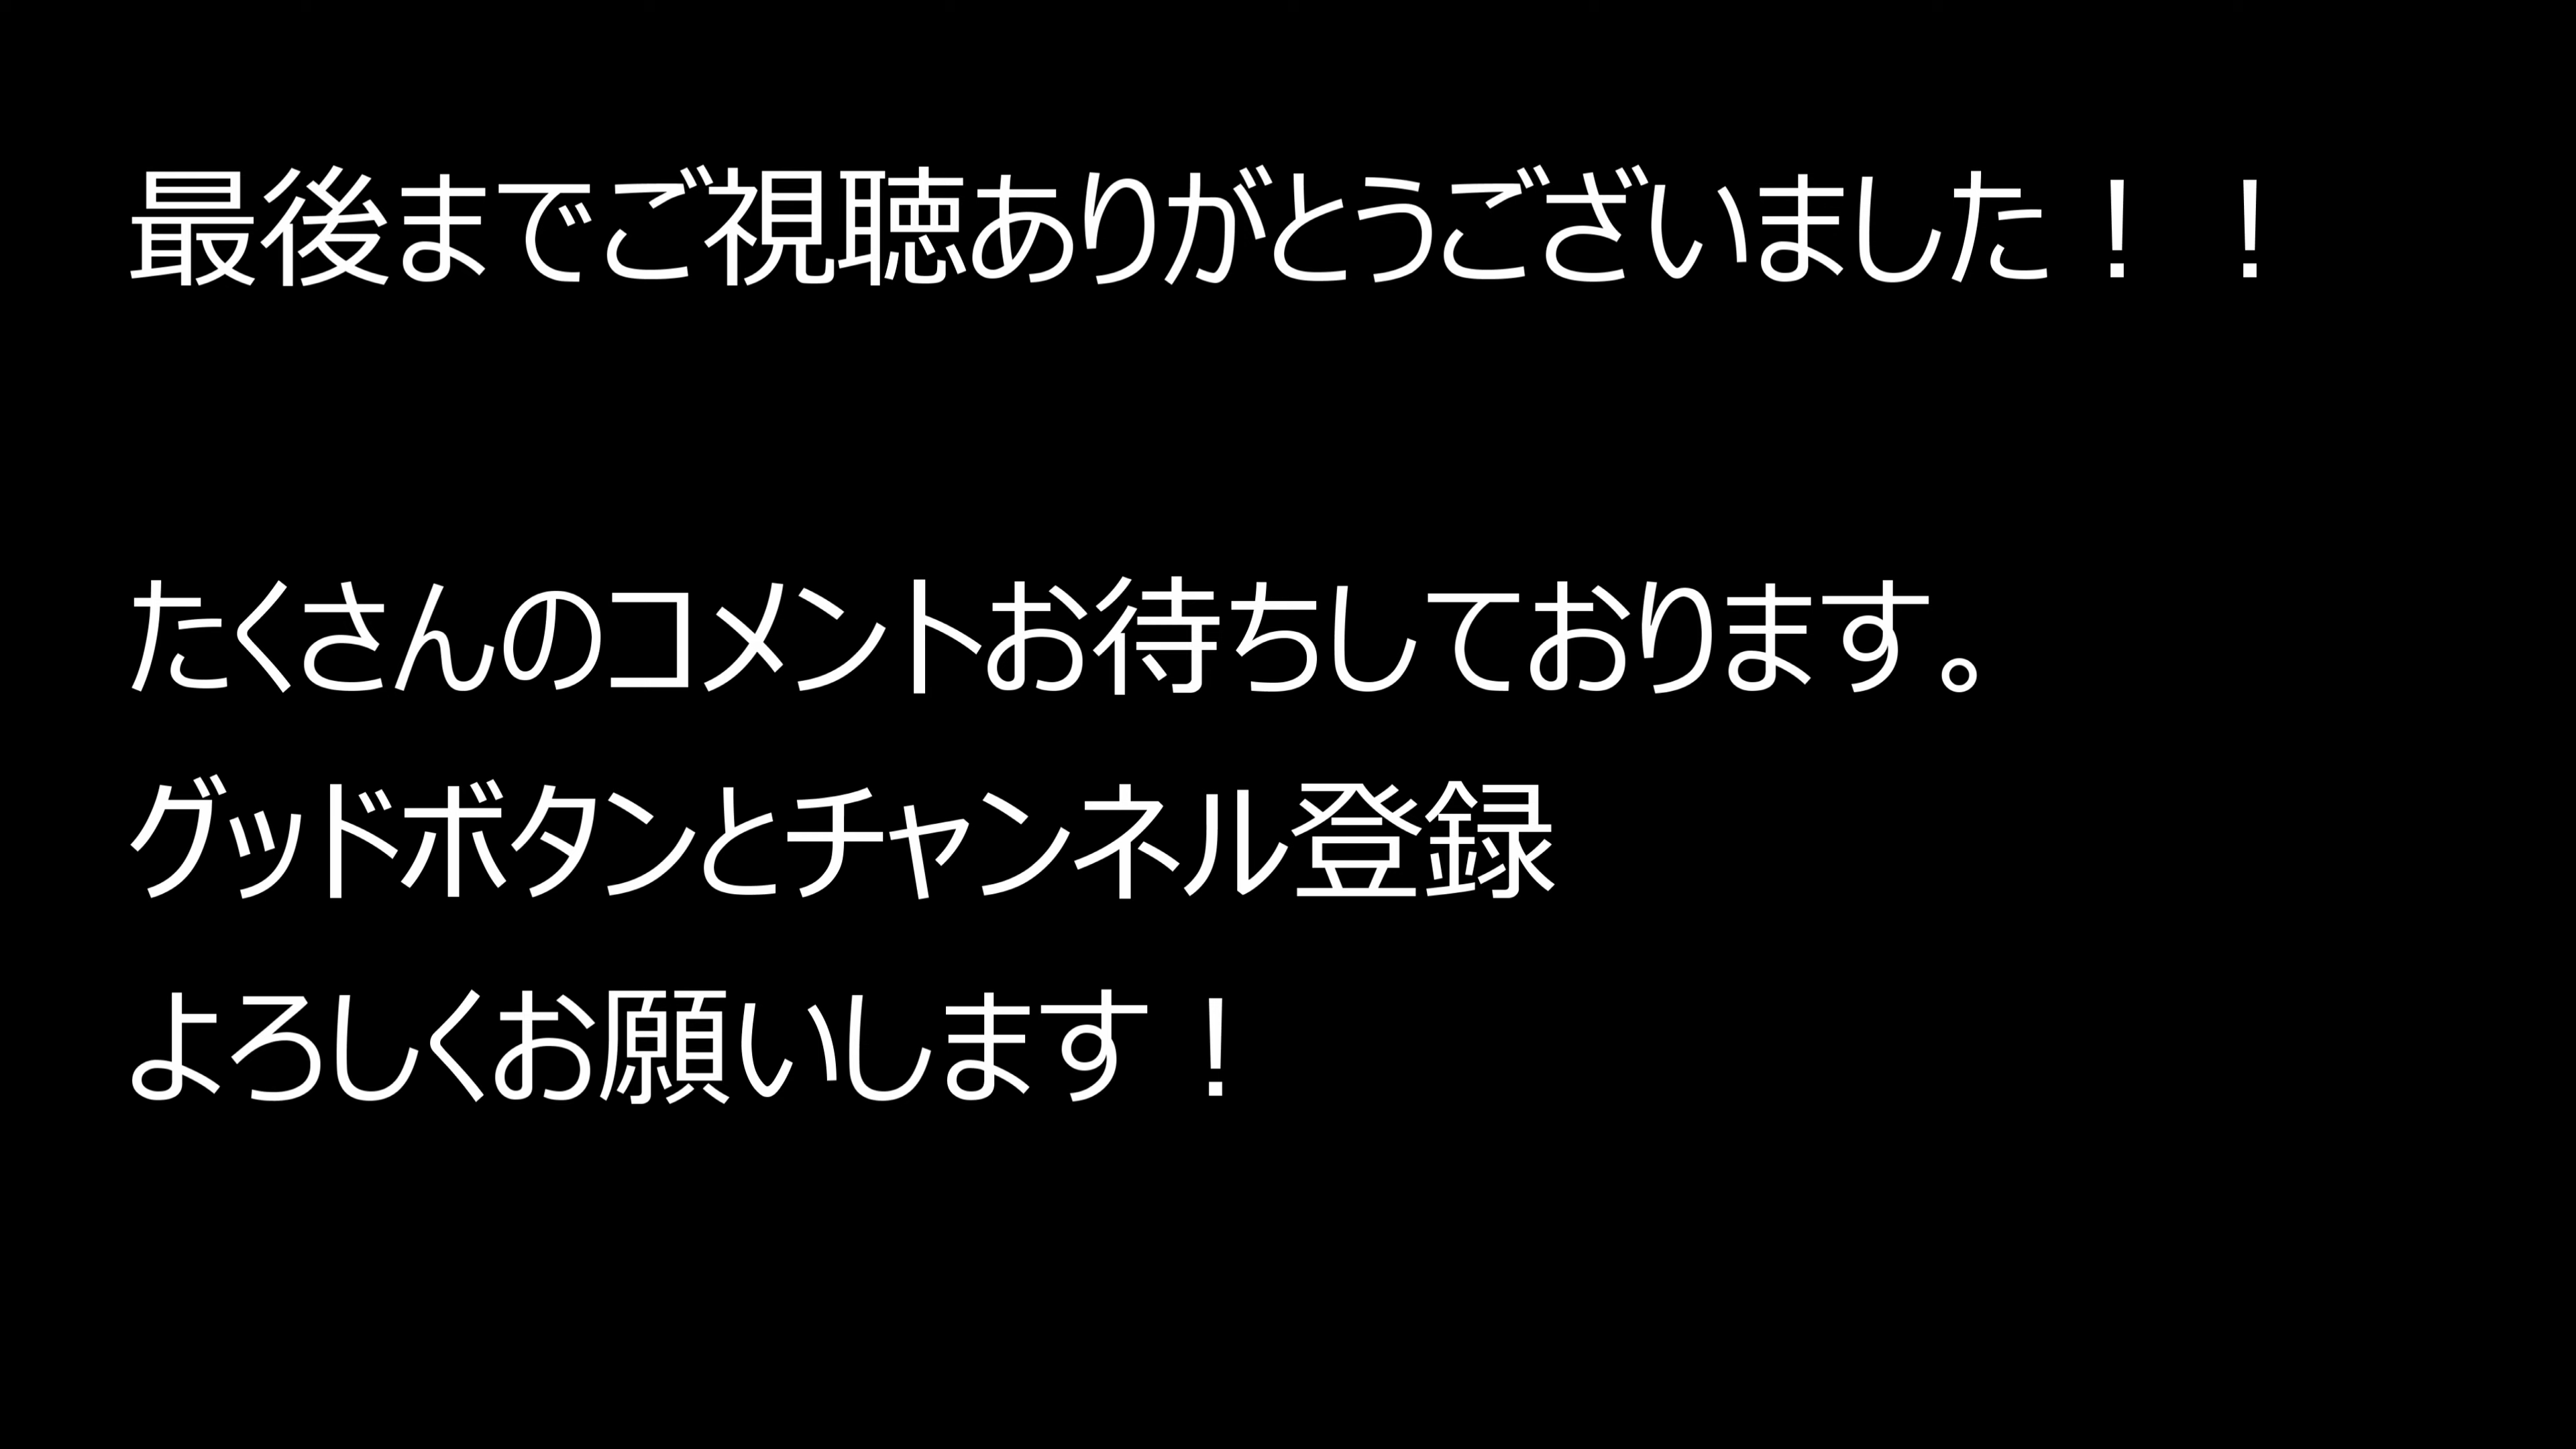 最後までご視聴ありがとうございました！！
たくさんのコメントお待ちしております。
グッドボタンとチャンネル登録
よろしくお願いします！